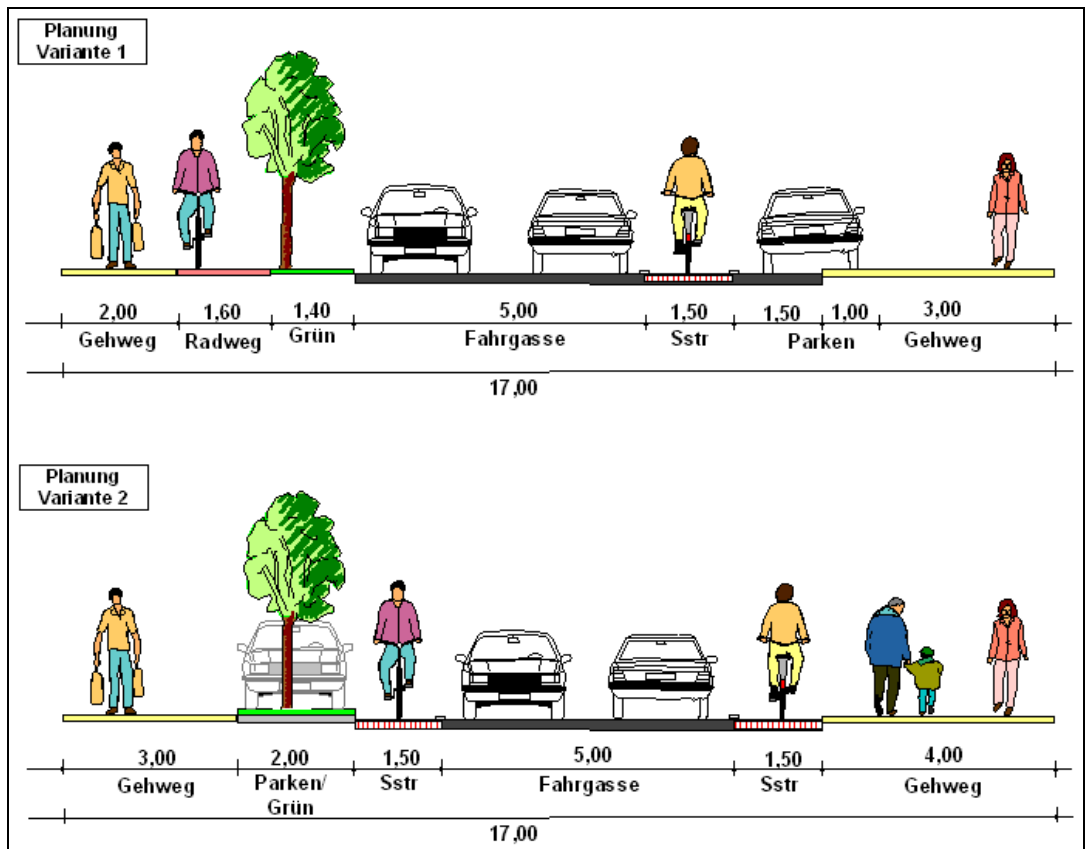 Planung
Variante 1
2,00 1,60 1,40 5,00 1,50 1,50 1,00 3,00
Gehweg Radweg Grün Fahrgasse Sstr Parken Gehweg
17,00
Planung
Variante 2
3,00 2,00 1,50 5,00 1,50 4,00
Gehweg Parken/ Sstr Fahrgasse Sstr Gehweg
Grün
17,00